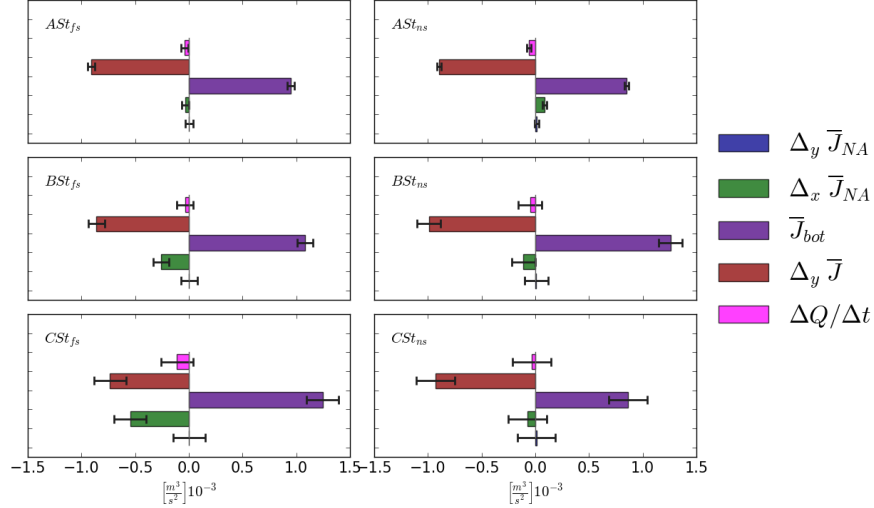 ASt_fs
ASt_ns
BSt_fs
BSt_ns
CSt_fs
CSt_ns
Δ_y J̅_NA
Δ_x J̅_NA
J̅_bot
Δ_y J̅
ΔQ/Δt
−1.5 −1.0 −0.5 0.0 0.5 1.0 1.5
−1.5 −1.0 −0.5 0.0 0.5 1.0 1.5
[m³/s²]10⁻³
[m³/s²]10⁻³